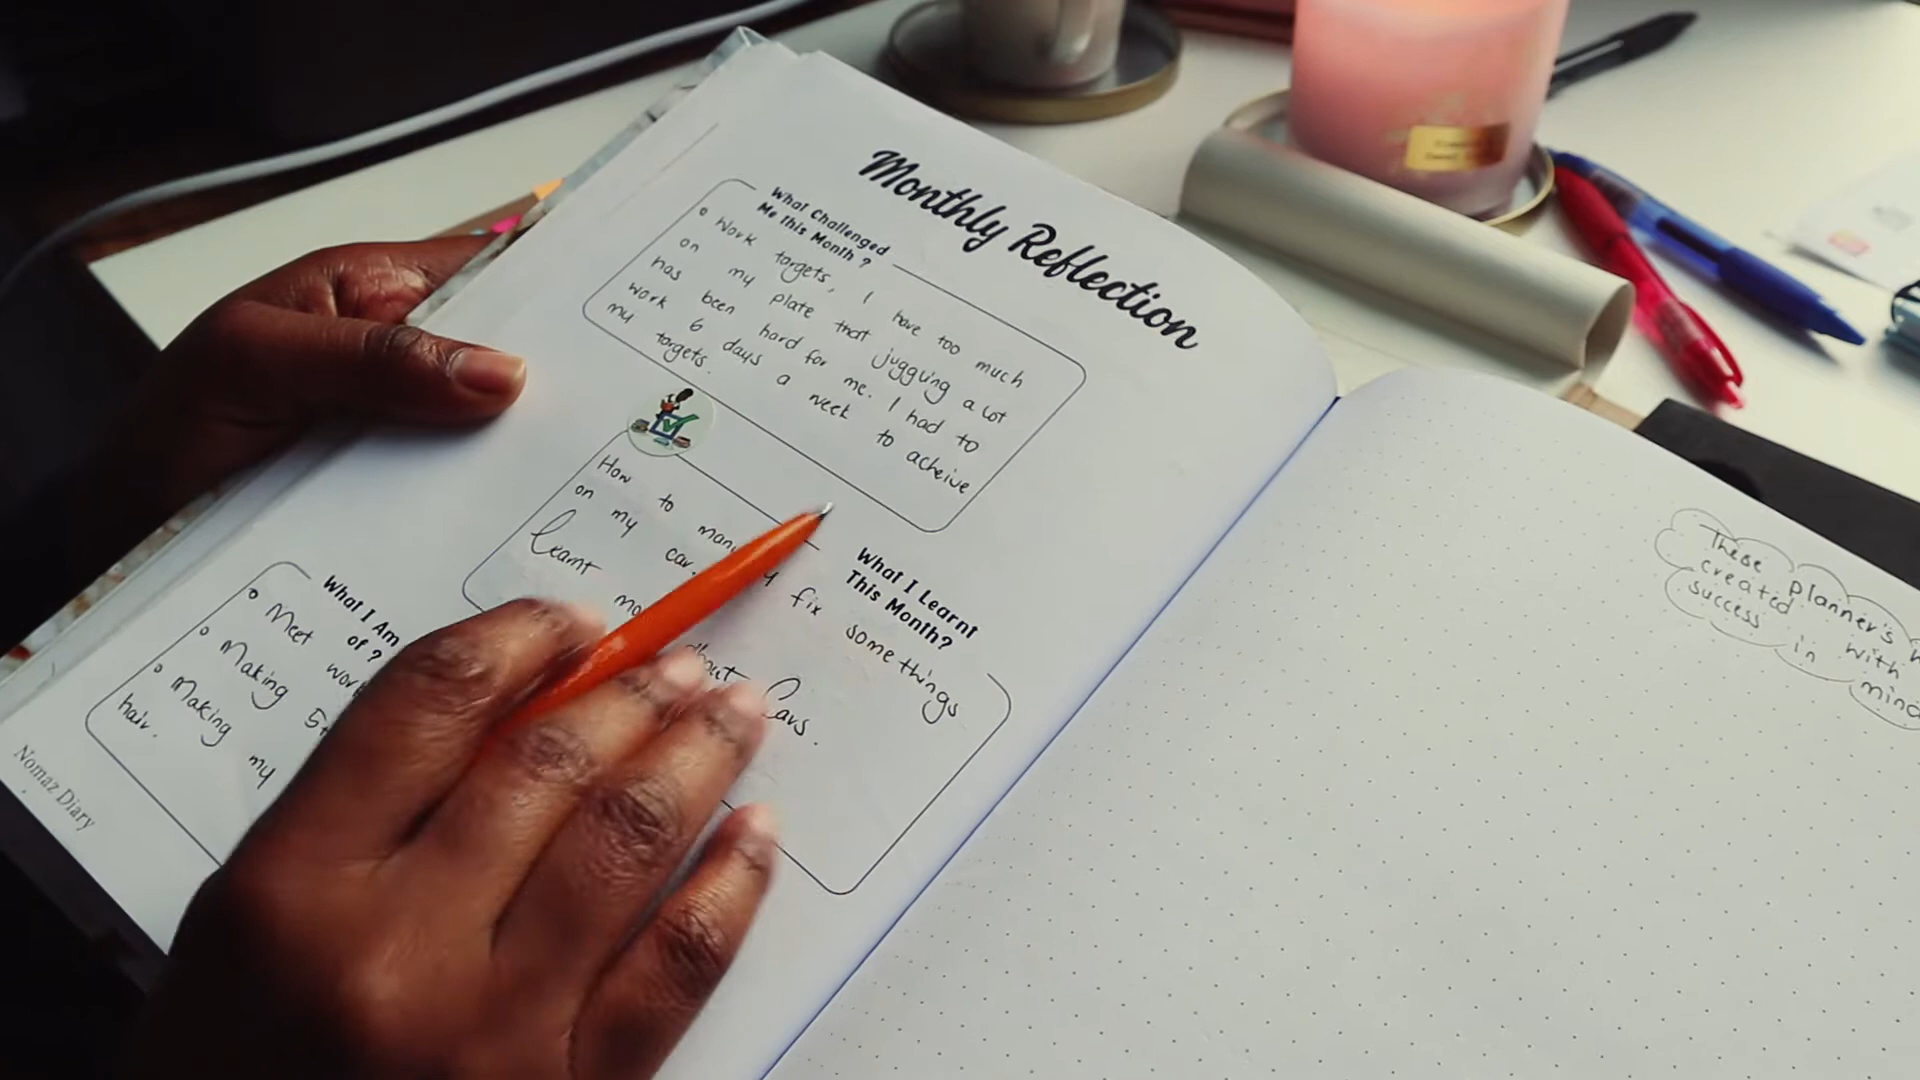 Monthly Reflection
What Challenged
Me this Month ?
Work targets, I have too much
on my plate that juggling a lot
has been hard for me. I had to
work 6 days a week to acheive
my targets.
What I Learnt
This Month?
How to fix some things
on my car.
learnt about Cars.
What I Am
of ?
Meet
Making
Making my
hair.
Nomaz Diary
These planner's
created with
success in mind